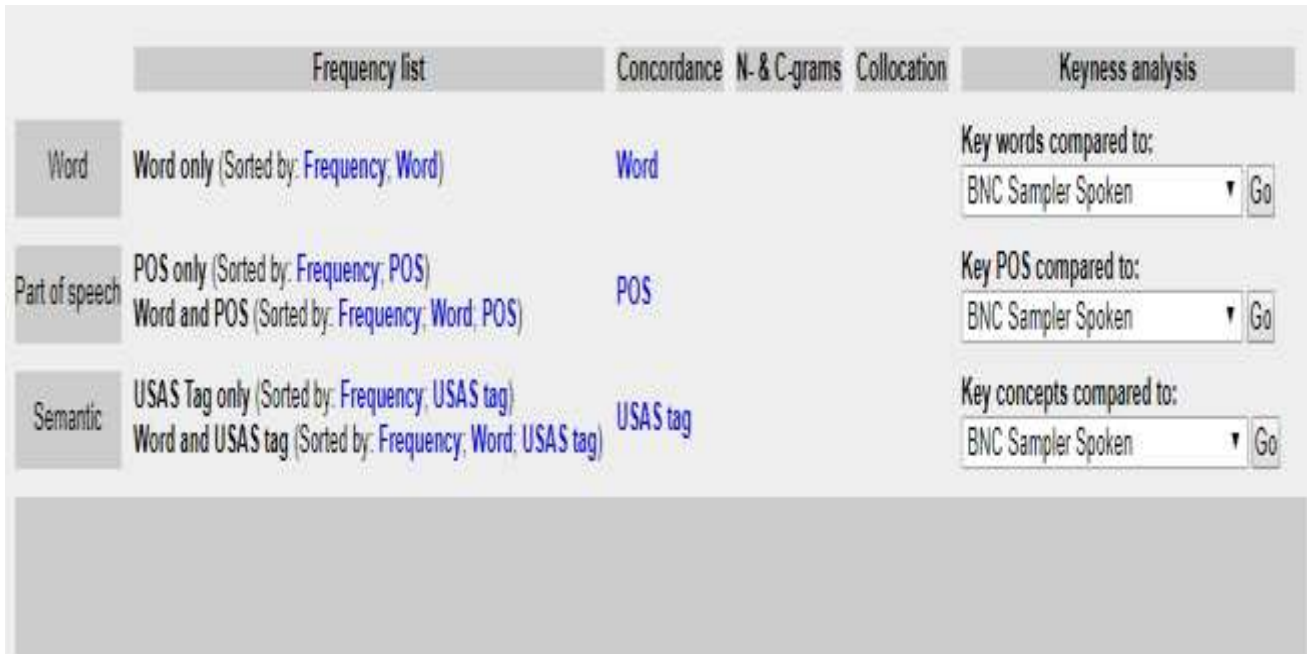 Frequency list Concordance N- & C-grams Collocation Keyness analysis
Word
Word only (Sorted by: Frequency; Word)
Word
Key words compared to:
BNC Sampler Spoken Go
Part of speech
POS only (Sorted by: Frequency; POS)
Word and POS (Sorted by: Frequency; Word; POS)
POS
Key POS compared to:
BNC Sampler Spoken Go
Semantic
USAS Tag only (Sorted by: Frequency; USAS tag)
Word and USAS tag (Sorted by: Frequency; Word; USAS tag)
USAS tag
Key concepts compared to:
BNC Sampler Spoken Go